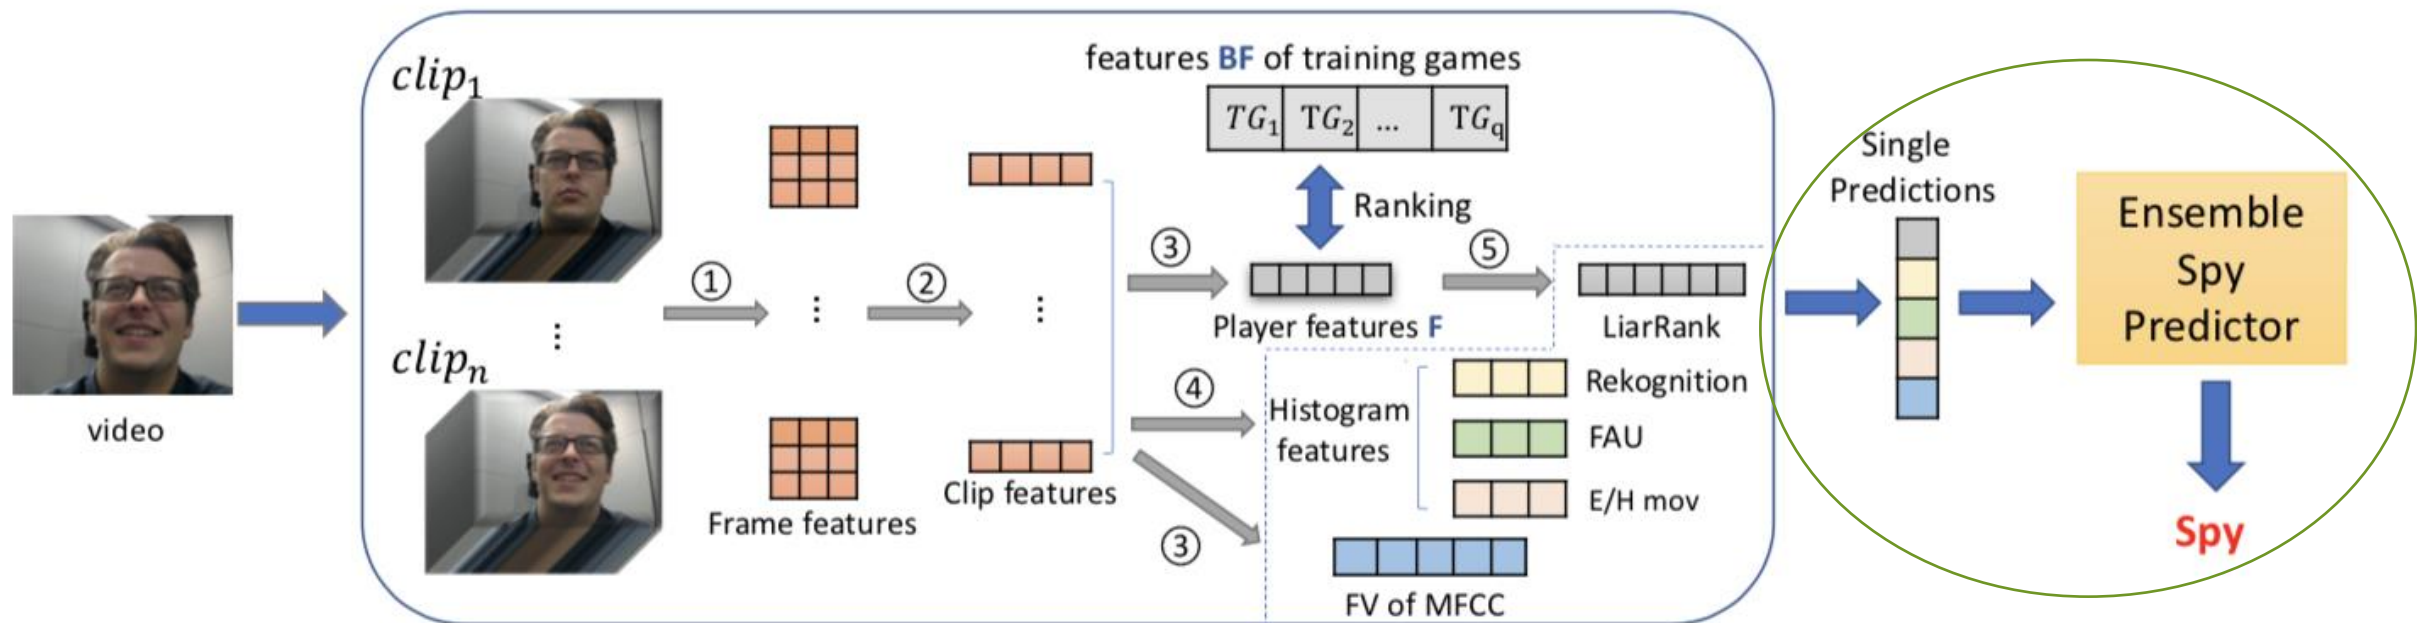 video
clip₁
⋮
clipₙ
①
⋮
Frame features
②
⋮
Clip features
③
④
③
features BF of training games
TG₁ TG₂ ... TG_q
Ranking
Player features F
⑤
LiarRank
Histogram
features
Rekognition
FAU
E/H mov
FV of MFCC
Single
Predictions
Ensemble
Spy
Predictor
Spy